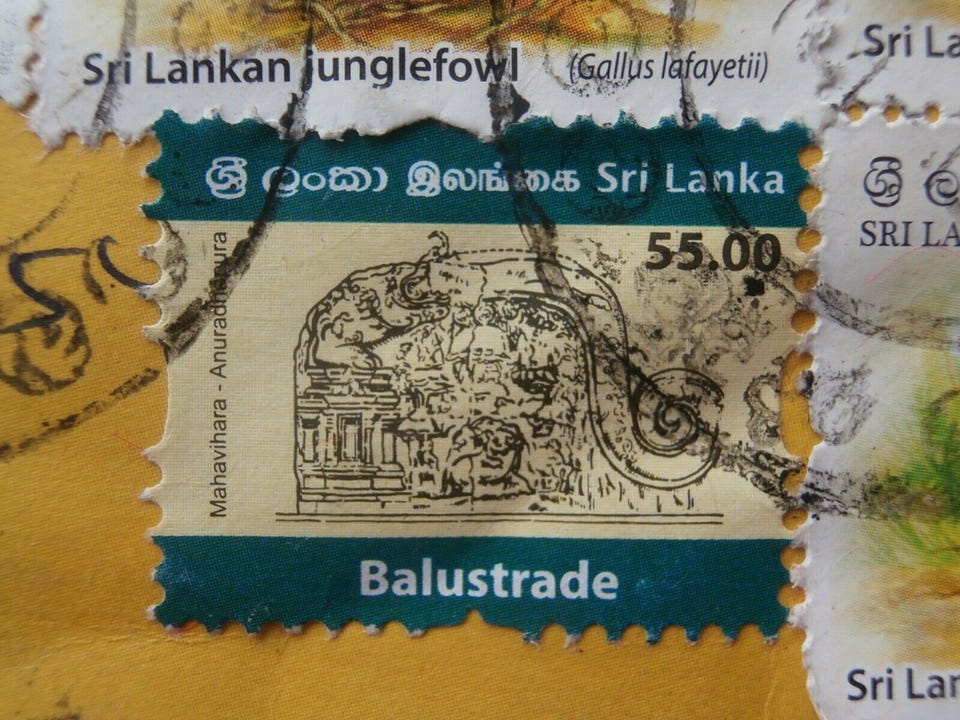 Sri Lankan junglefowl (Gallus lafayetii)
Sri La
ශ්‍රී ලංකා இலங்கை Sri Lanka
55.00
Mahavihara - Anuradhapura
Balustrade
ශ්‍රී ල
SRI LA
Sri Lan